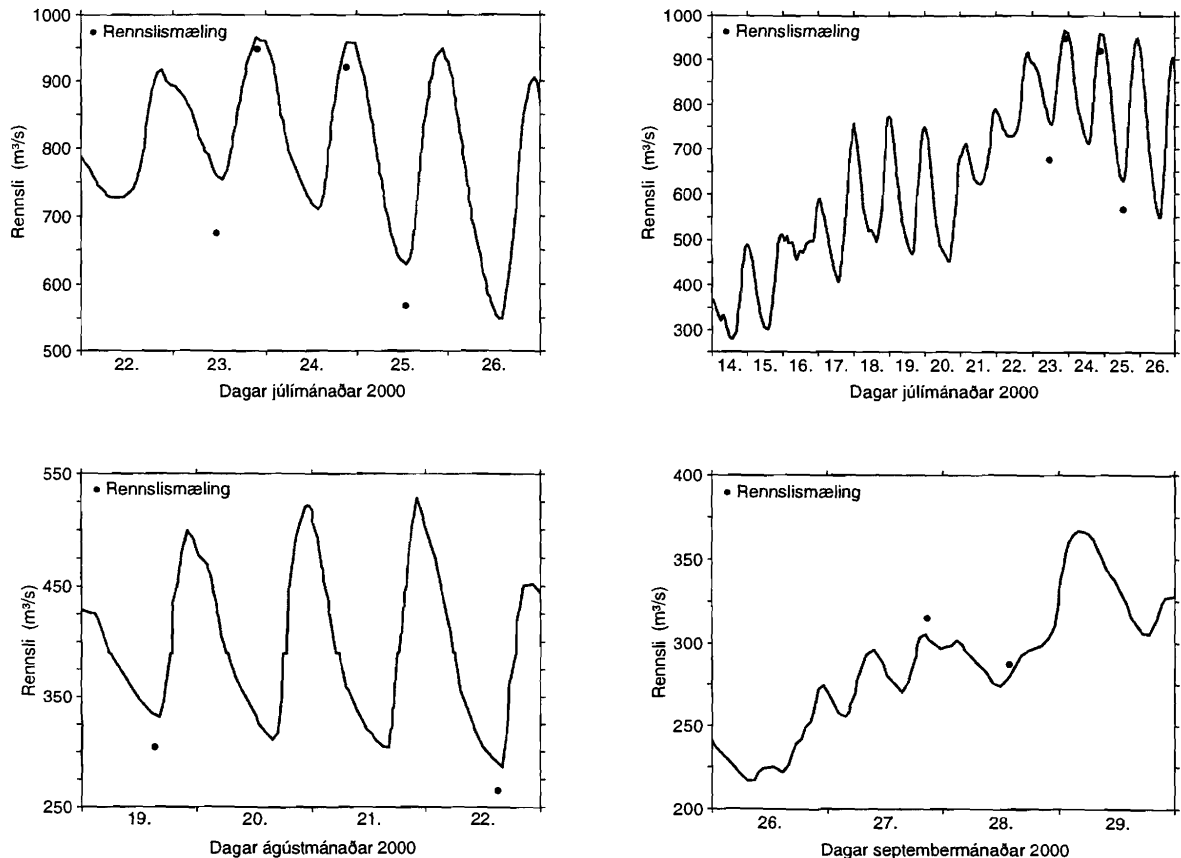 1000
900
800
700
600
500
Rennsli (m³/s)
• Rennslismæling
22. 23. 24. 25. 26.
Dagar júlímánaðar 2000
1000
900
800
700
600
500
400
300
Rennsli (m³/s)
• Rennslismæling
14. 15. 16. 17. 18. 19. 20. 21. 22. 23. 24. 25. 26.
Dagar júlímánaðar 2000
550
450
350
250
Rennsli (m³/s)
• Rennslismæling
19. 20. 21. 22.
Dagar ágústmánaðar 2000
400
350
300
250
200
Rennsli (m³/s)
• Rennslismæling
26. 27. 28. 29.
Dagar septembermánaðar 2000